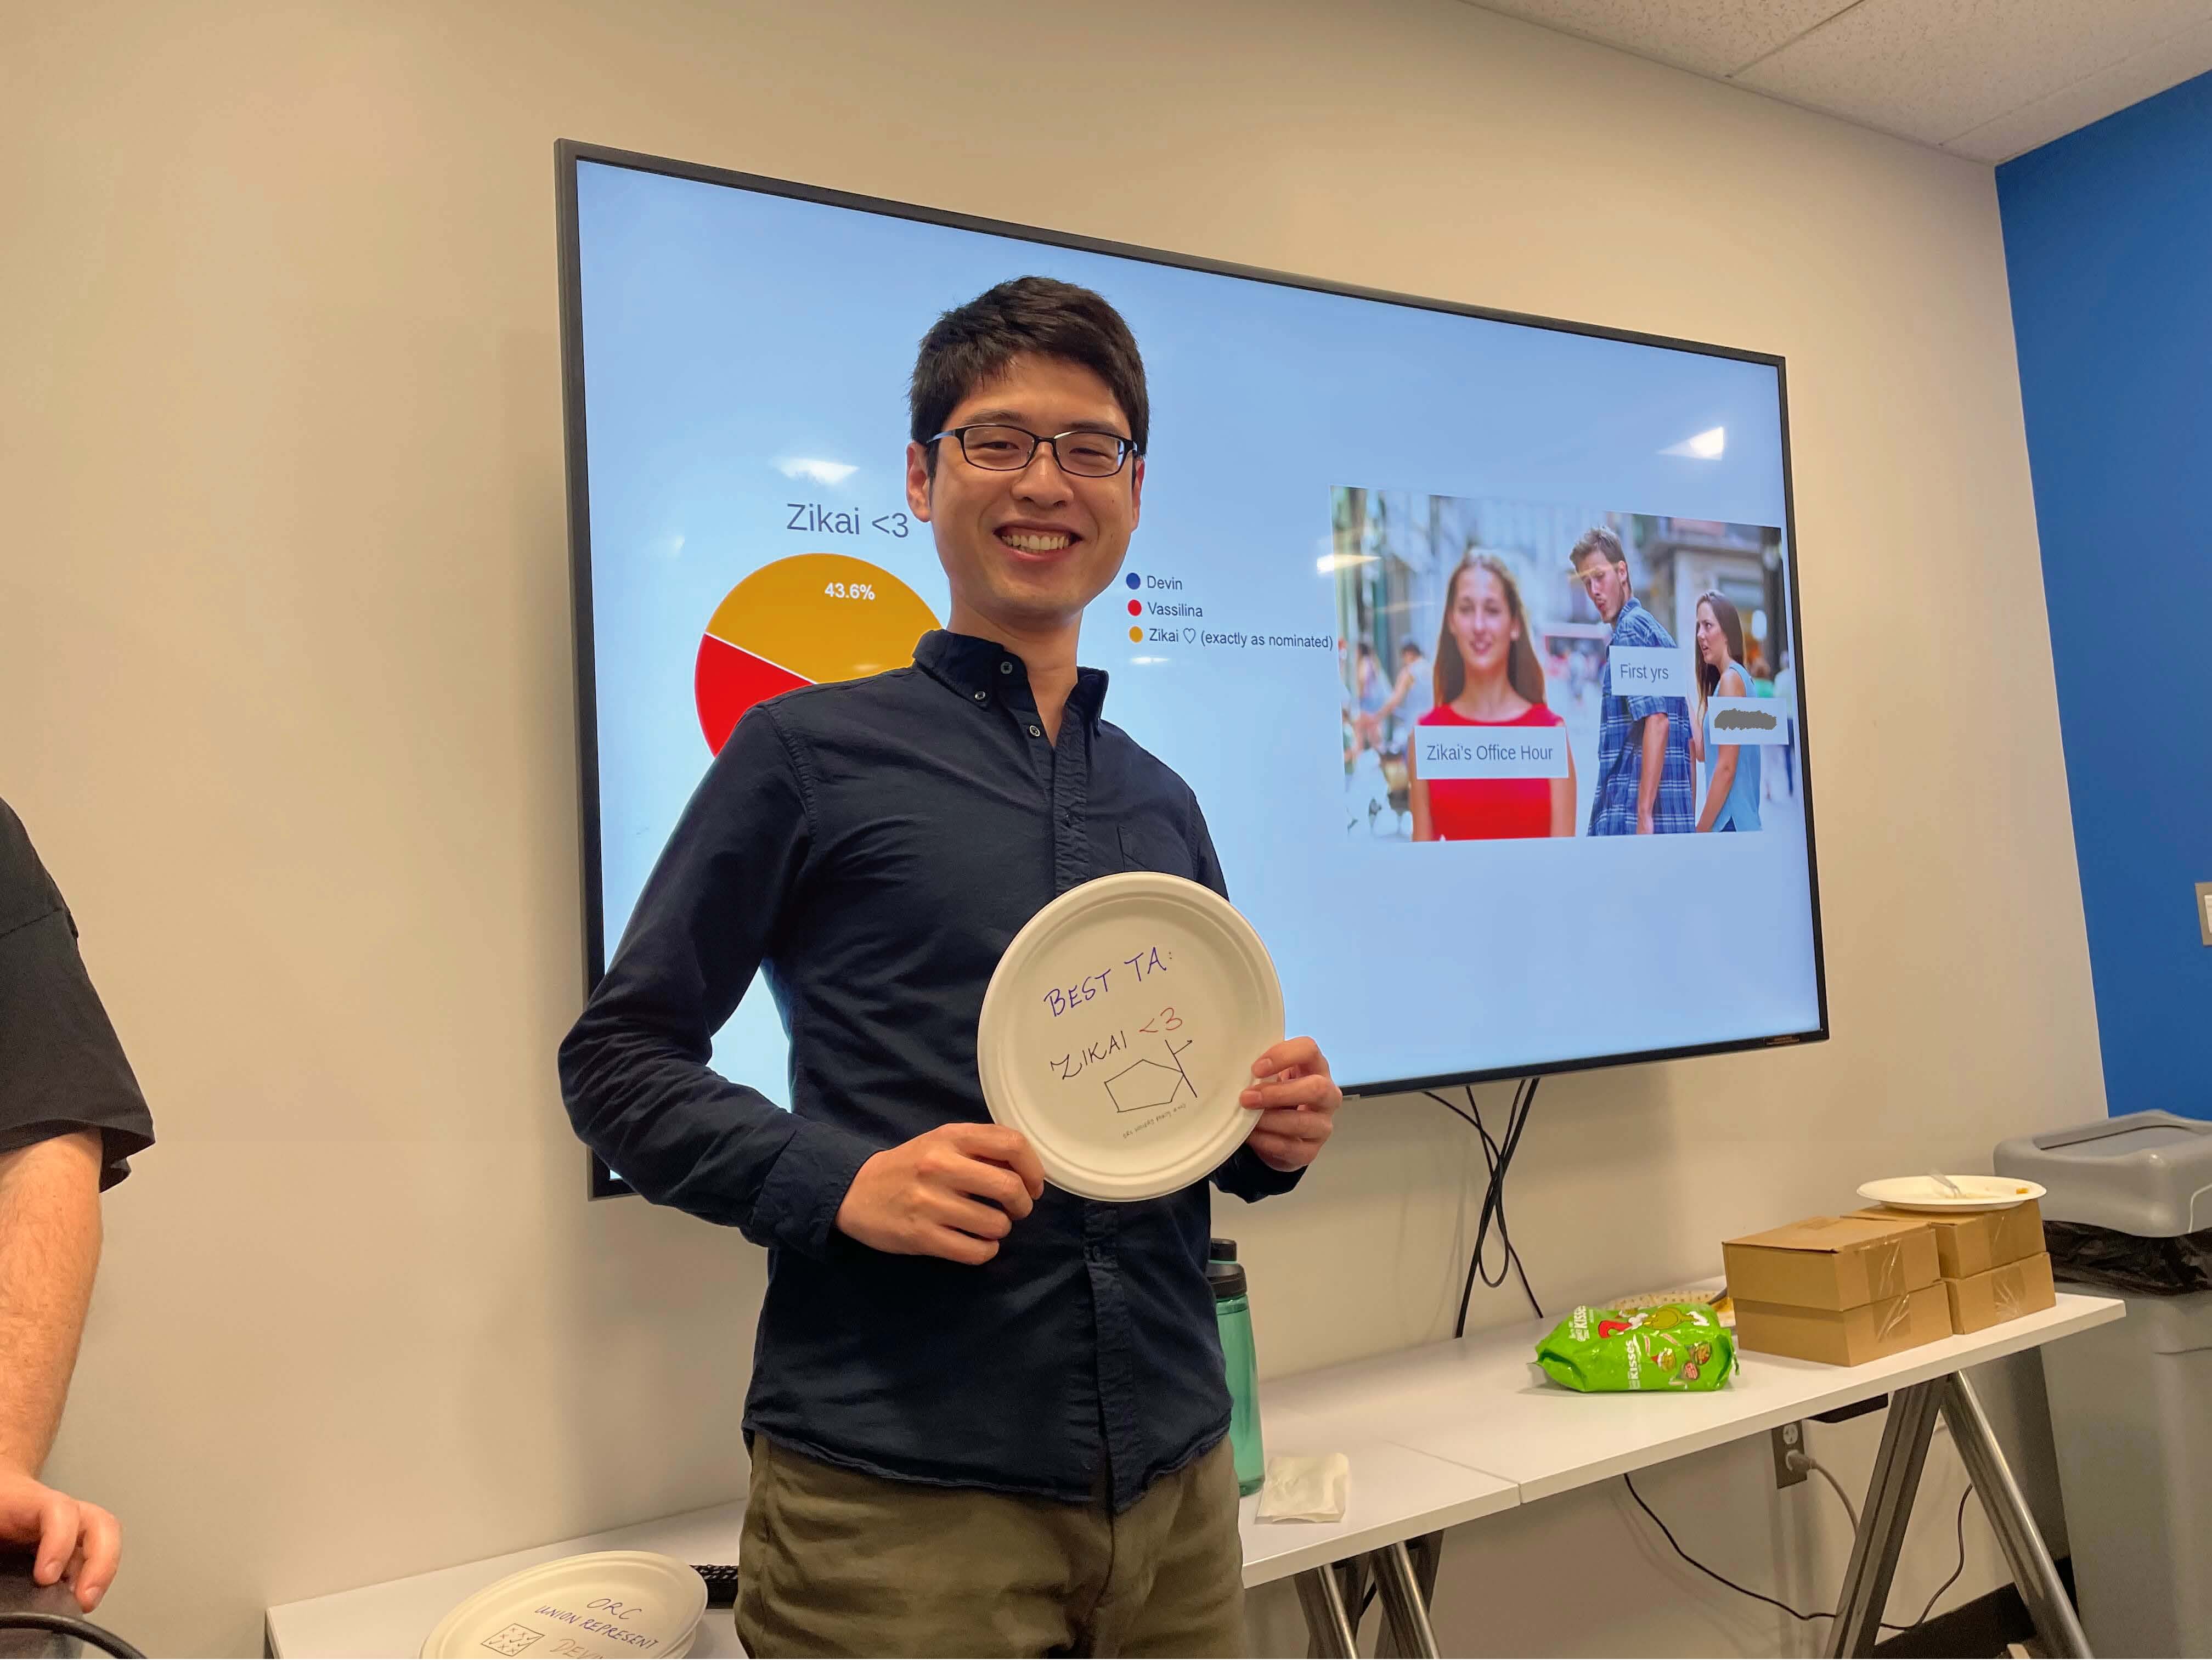 Zikai <3
43.6%
Devin
Vassilina
Zikai ♡ (exactly as nominated)
First yrs
Zikai's Office Hour
BEST TA:
ZIKAI <3
KISSES
KISSES
ORC
UNION REPRESENT